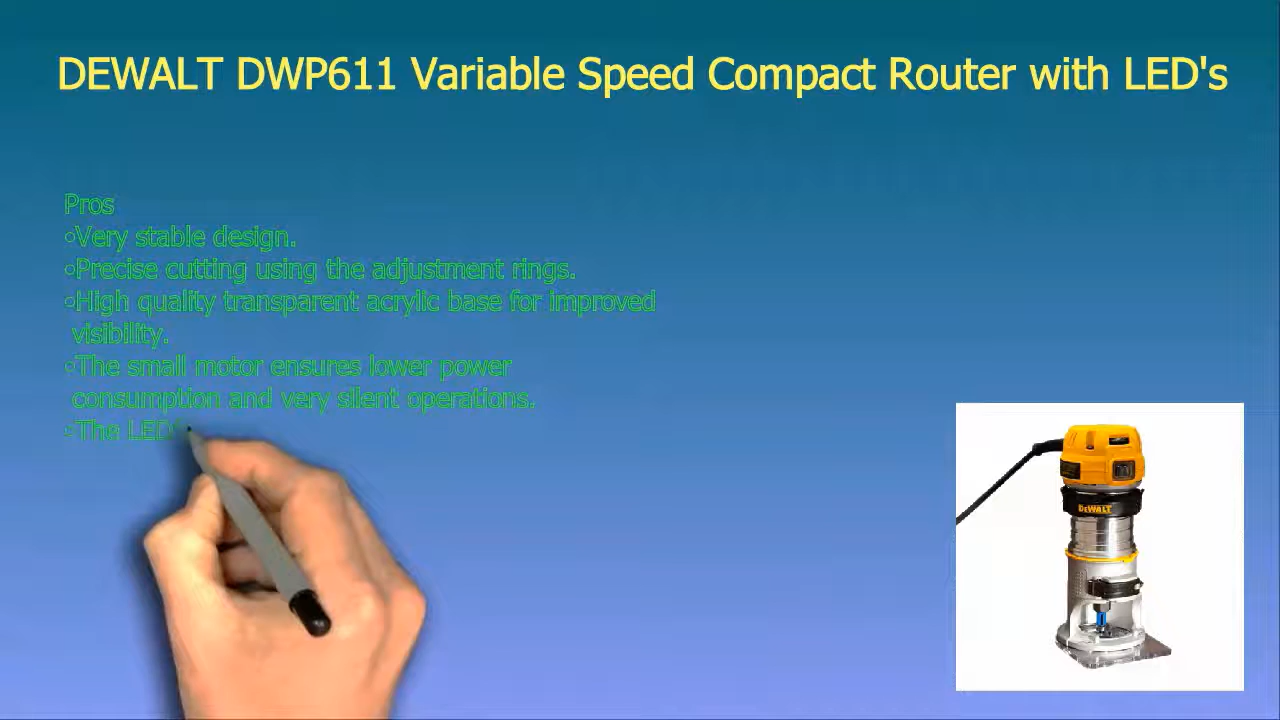 DEWALT DWP611 Variable Speed Compact Router with LED's
Pros
•Very stable design.
•Precise cutting using the adjustment rings.
•High quality transparent acrylic base for improved
visibility.
•The small motor ensures lower power
consumption and very silent operations.
•The LED'
DEWALT